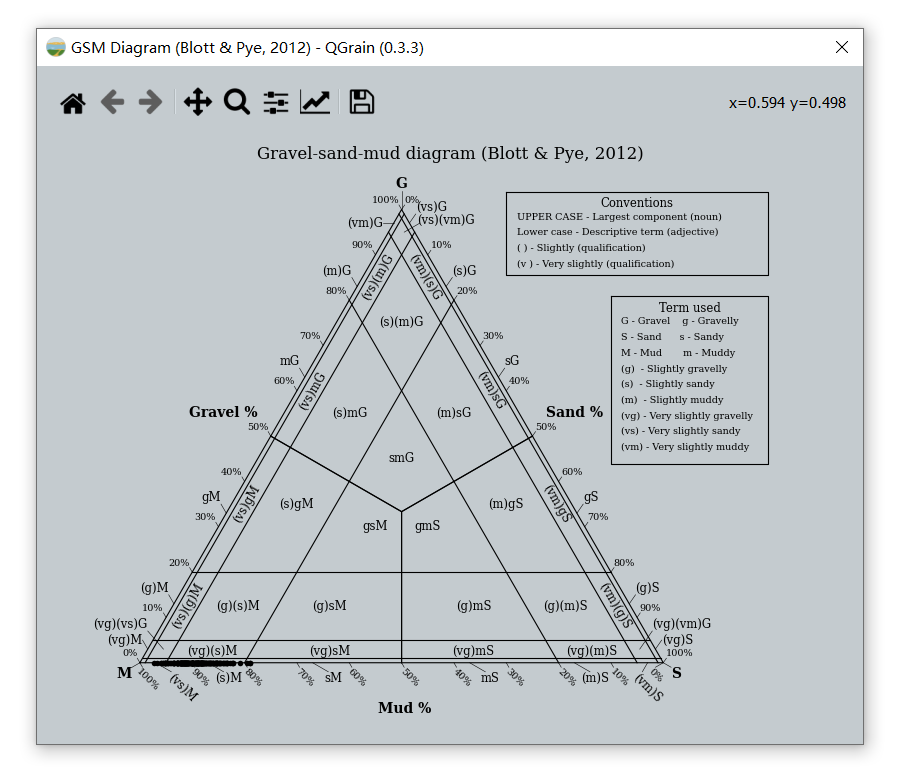 GSM Diagram (Blott & Pye, 2012) - QGrain (0.3.3)
x=0.594 y=0.498
Gravel-sand-mud diagram (Blott & Pye, 2012)
G
100% 0%
(vs)G
(vm)G
(vs)(vm)G
90%
10%
(m)G
(vs)(m)G
(vm)(s)G
(s)G
80%
20%
(s)(m)G
70%
30%
mG
sG
60%
40%
(vs)mG
(vm)sG
Gravel %
(s)mG
(m)sG
Sand %
50%
50%
smG
40%
60%
gM
(vs)gM
(s)gM
(m)gS
(vm)gS
gS
30%
70%
gsM
gmS
20%
80%
(g)M
(vs)(g)M
(g)(s)M
(g)sM
(g)mS
(g)(m)S
(vm)(g)S
(g)S
10%
90%
(vg)(vs)G
(vg)(vm)G
(vg)M
(vg)S
0%
(vg)(s)M
(vg)sM
(vg)mS
(vg)(m)S
100%
M
S
100%
90%
80%
70%
60%
50%
40%
30%
20%
10%
0%
(vs)M
(s)M
sM
mS
(m)S
(vm)S
Mud %
Conventions
UPPER CASE - Largest component (noun)
Lower case - Descriptive term (adjective)
( ) - Slightly (qualification)
(v ) - Very slightly (qualification)
Term used
G - Gravel g - Gravelly
S - Sand s - Sandy
M - Mud m - Muddy
(g) - Slightly gravelly
(s) - Slightly sandy
(m) - Slightly muddy
(vg) - Very slightly gravelly
(vs) - Very slightly sandy
(vm) - Very slightly muddy